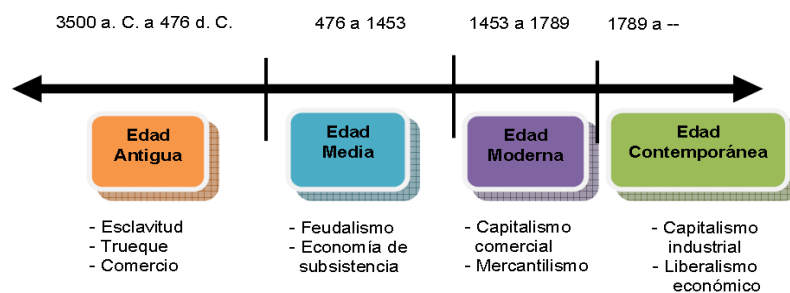 3500 a. C. a 476 d. C.
476 a 1453
1453 a 1789
1789 a --
Edad
Antigua
Edad
Media
Edad
Moderna
Edad
Contemporánea
- Esclavitud
- Trueque
- Comercio
- Feudalismo
- Economía de
subsistencia
- Capitalismo
comercial
- Mercantilismo
- Capitalismo
industrial
- Liberalismo
económico